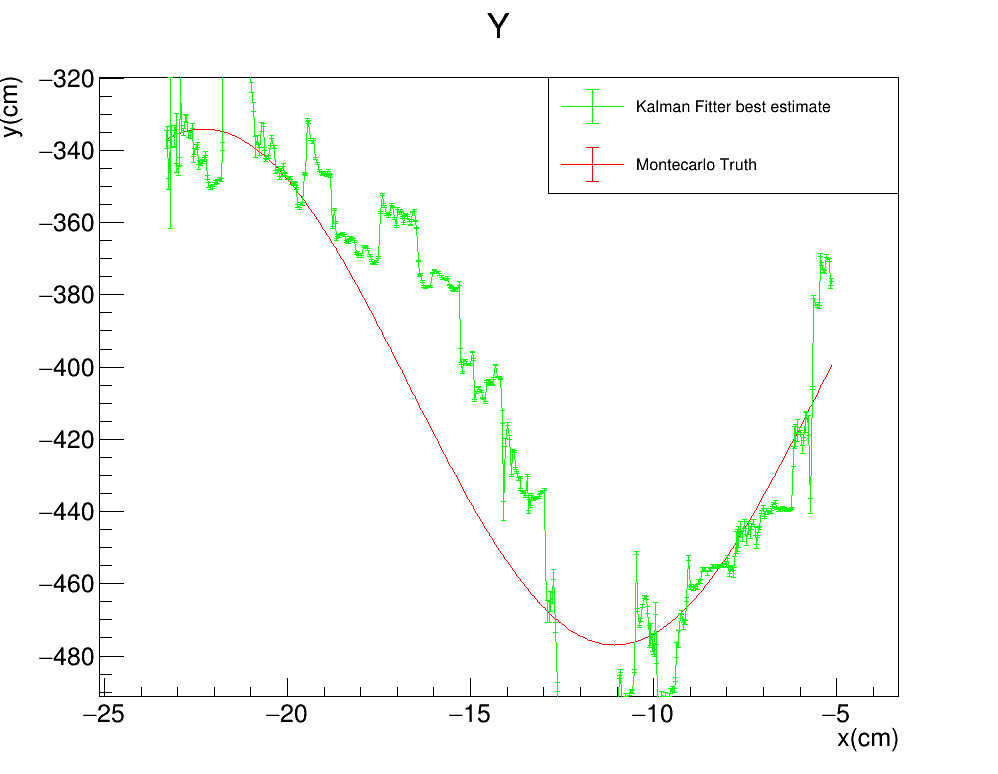 Y
y(cm)
−320
−340
−360
−380
−400
−420
−440
−460
−480
Kalman Fitter best estimate
Montecarlo Truth
−25 −20 −15 −10 −5
x(cm)